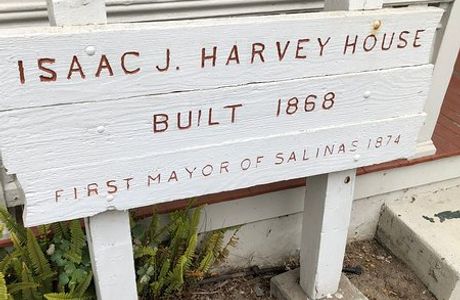 ISAAC J. HARVEY HOUSE
BUILT 1868
FIRST MAYOR OF SALINAS 1874